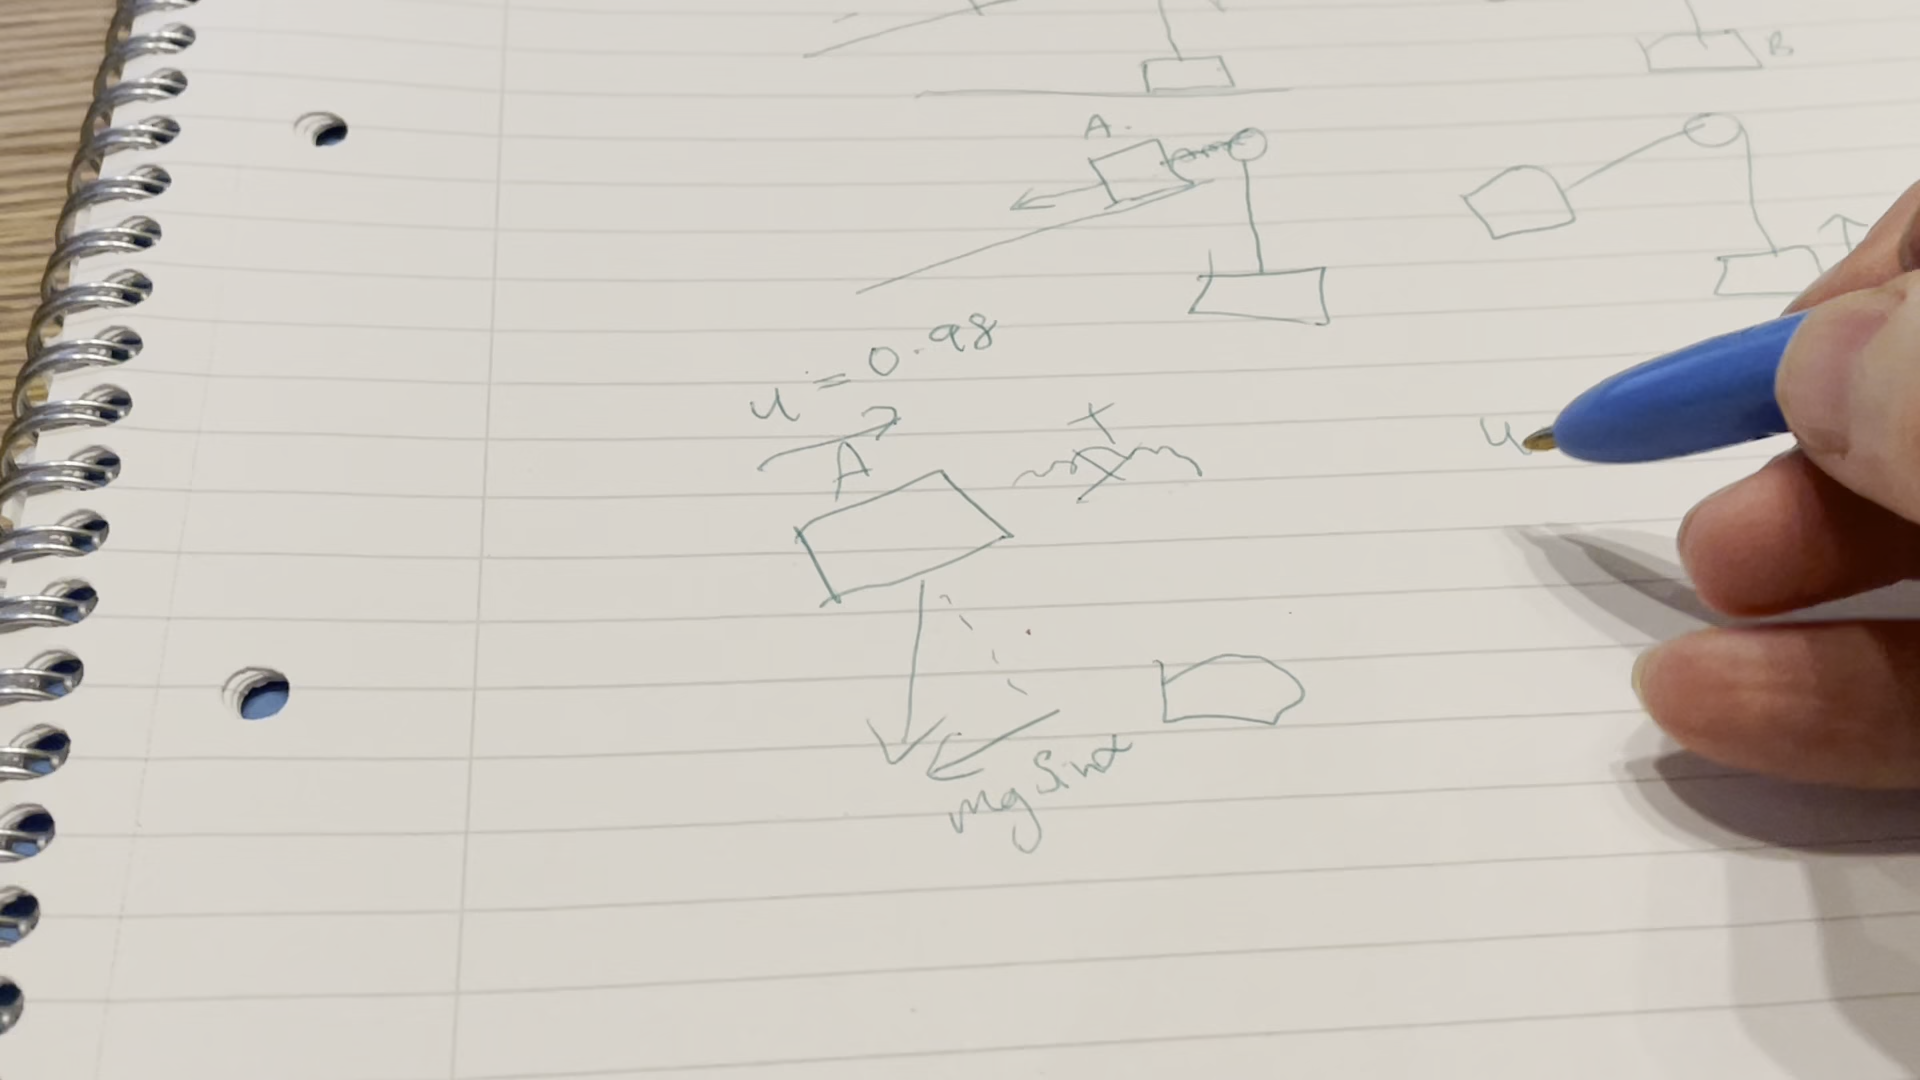 B
A.
u = 0.98
T
A
u
mg sinα